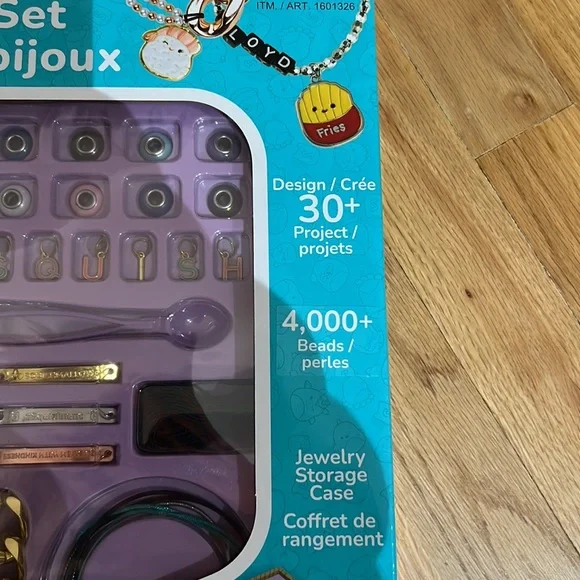 ITM. / ART. 1601326
Set
bijoux
LOYD
Fries
Design / Crée
30+
Project /
projets
SQUISH
4,000+
Beads /
perles
Jewelry
Storage
Case
Coffret de
rangement